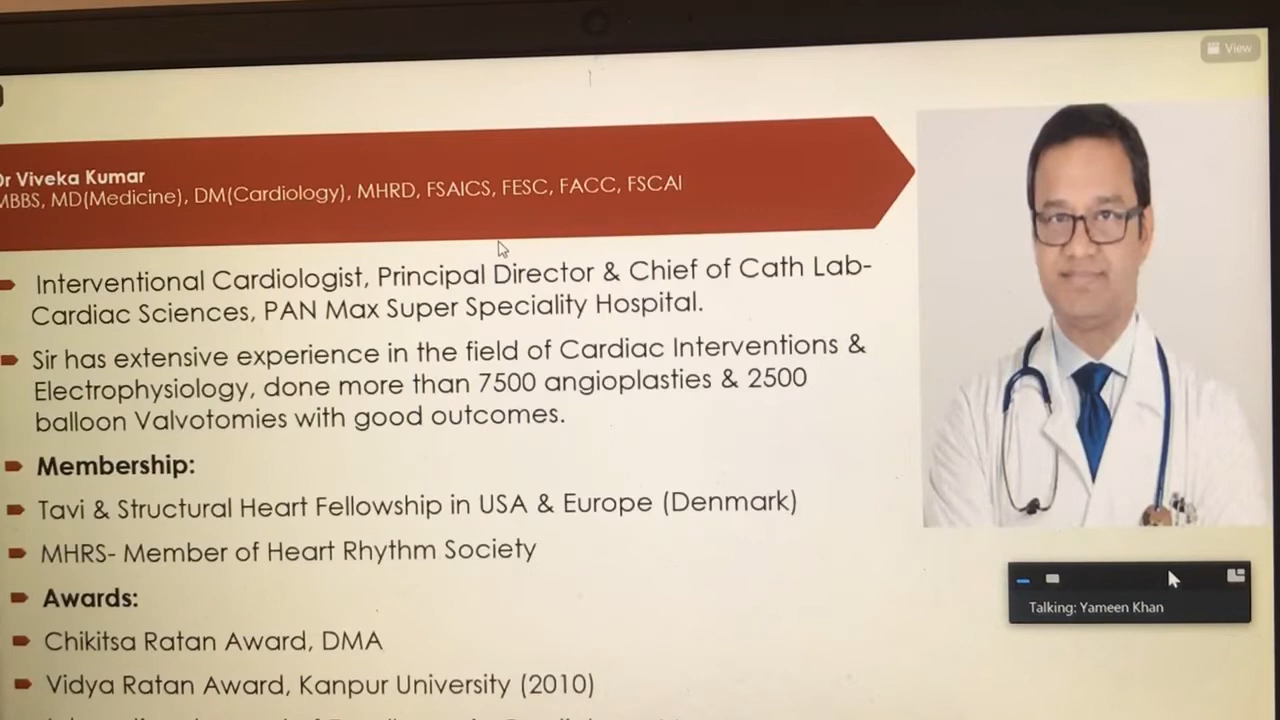 View
Dr Viveka Kumar
MBBS, MD(Medicine), DM(Cardiology), MHRD, FSAICS, FESC, FACC, FSCAI
Interventional Cardiologist, Principal Director & Chief of Cath Lab-
Cardiac Sciences, PAN Max Super Speciality Hospital.
Sir has extensive experience in the field of Cardiac Interventions &
Electrophysiology, done more than 7500 angioplasties & 2500
balloon Valvotomies with good outcomes.
Membership:
Tavi & Structural Heart Fellowship in USA & Europe (Denmark)
MHRS- Member of Heart Rhythm Society
Awards:
Chikitsa Ratan Award, DMA
Vidya Ratan Award, Kanpur University (2010)
Talking: Yameen Khan